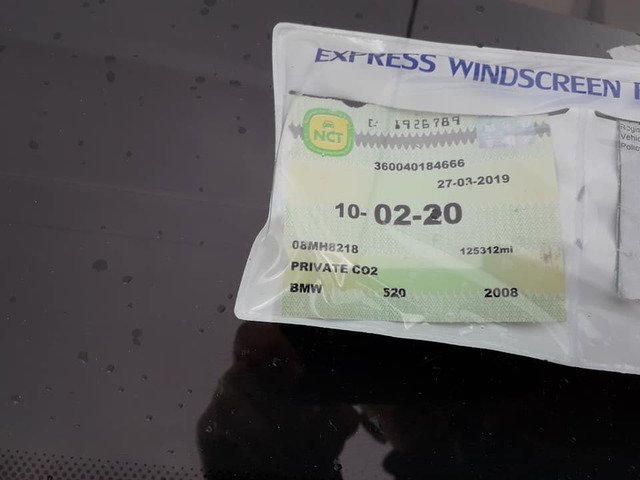 EXPRESS WINDSCREEN
NCT
1926789
360040184666
27-03-2019
10-02-20
08MH8218 125312mi
PRIVATE CO2
BMW 520 2008